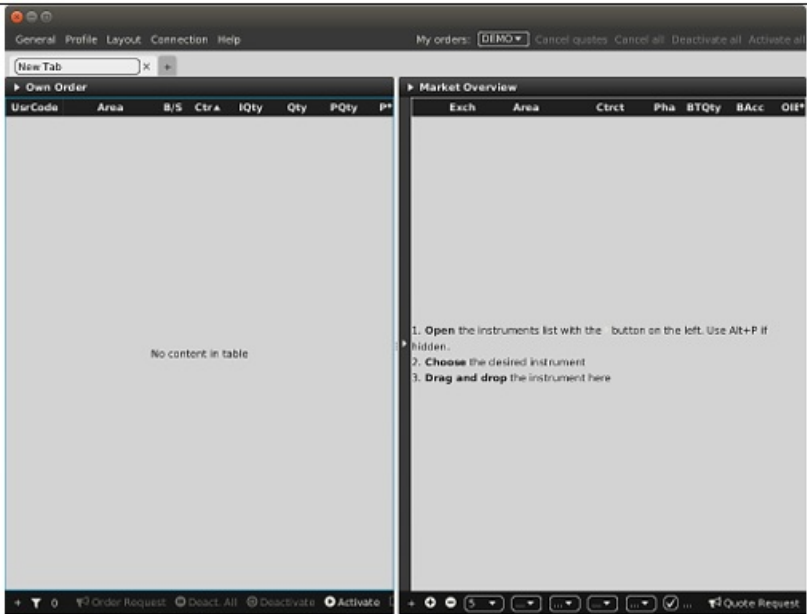 General Profile Layout Connection Help My orders: DEMO Cancel quotes Cancel all Deactivate all Activate all
New Tab × +
Own Order
UsrCode Area B/S Ctr IQty Qty PQty P*
No content in table
+ 0 Order Request Deact. All Deactivate Activate
Market Overview
Exch Area Ctrct Pha BTQty BAcc
1. Open the instruments list with the button on the left. Use Alt+P if
hidden.
2. Choose the desired instrument
3. Drag and drop the instrument here
+ 5 ... ... ... ... ... Quote Request